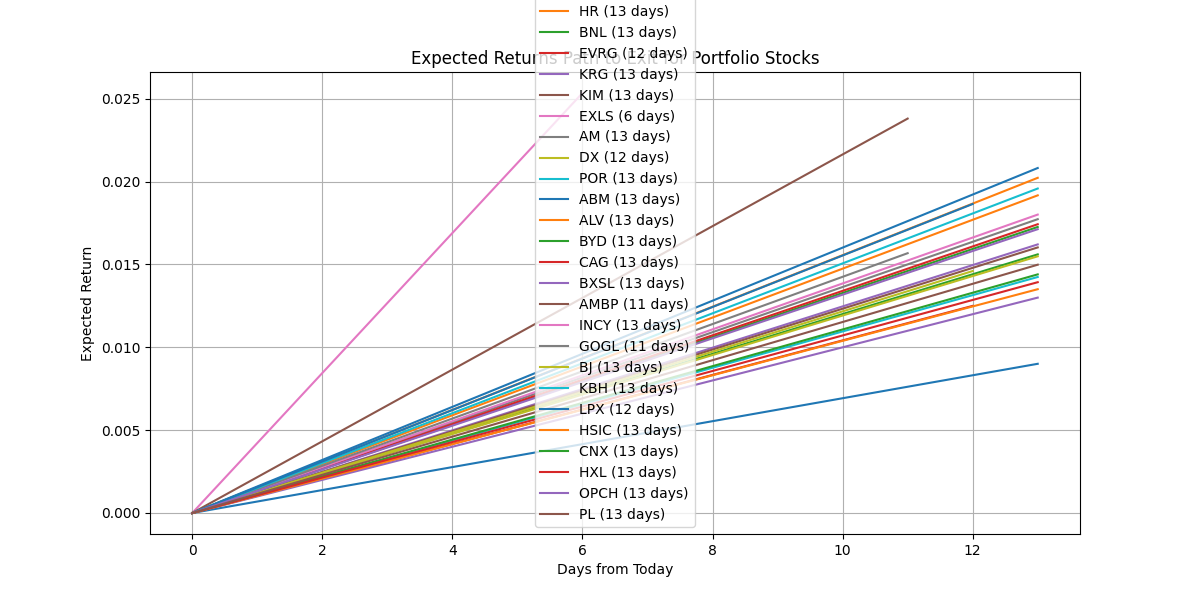 HR (13 days)
BNL (13 days)
EVRG (12 days)
Expected Returns Path to Exit for Portfolio Stocks
KRG (13 days)
KIM (13 days)
EXLS (6 days)
AM (13 days)
DX (12 days)
POR (13 days)
ABM (13 days)
ALV (13 days)
BYD (13 days)
CAG (13 days)
BXSL (13 days)
AMBP (11 days)
INCY (13 days)
GOGL (11 days)
BJ (13 days)
KBH (13 days)
LPX (12 days)
HSIC (13 days)
CNX (13 days)
HXL (13 days)
OPCH (13 days)
PL (13 days)
Expected Return
0.025
0.020
0.015
0.010
0.005
0.000
0 2 4 6 8 10 12
Days from Today